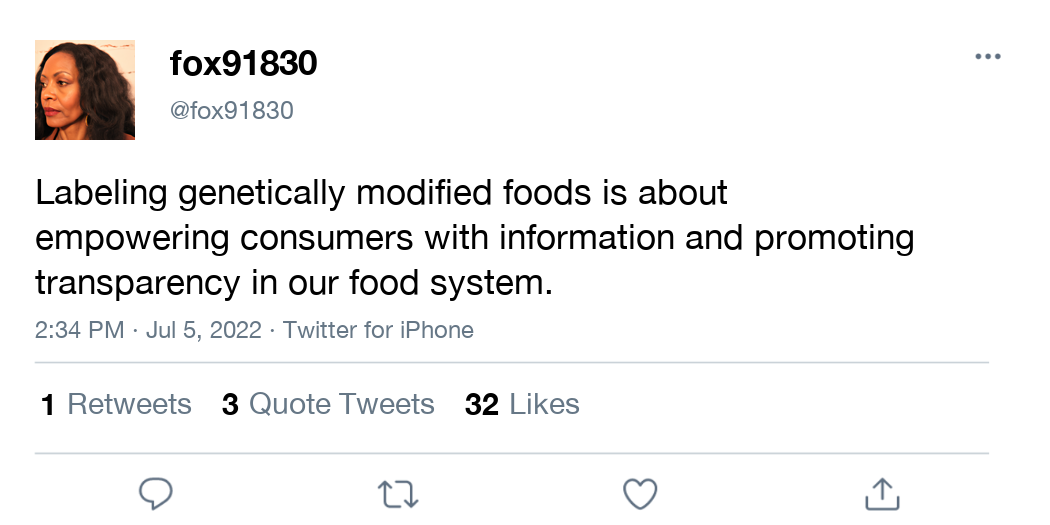 fox91830
@fox91830
Labeling genetically modified foods is about
empowering consumers with information and promoting
transparency in our food system.
2:34 PM · Jul 5, 2022 · Twitter for iPhone
1 Retweets 3 Quote Tweets 32 Likes